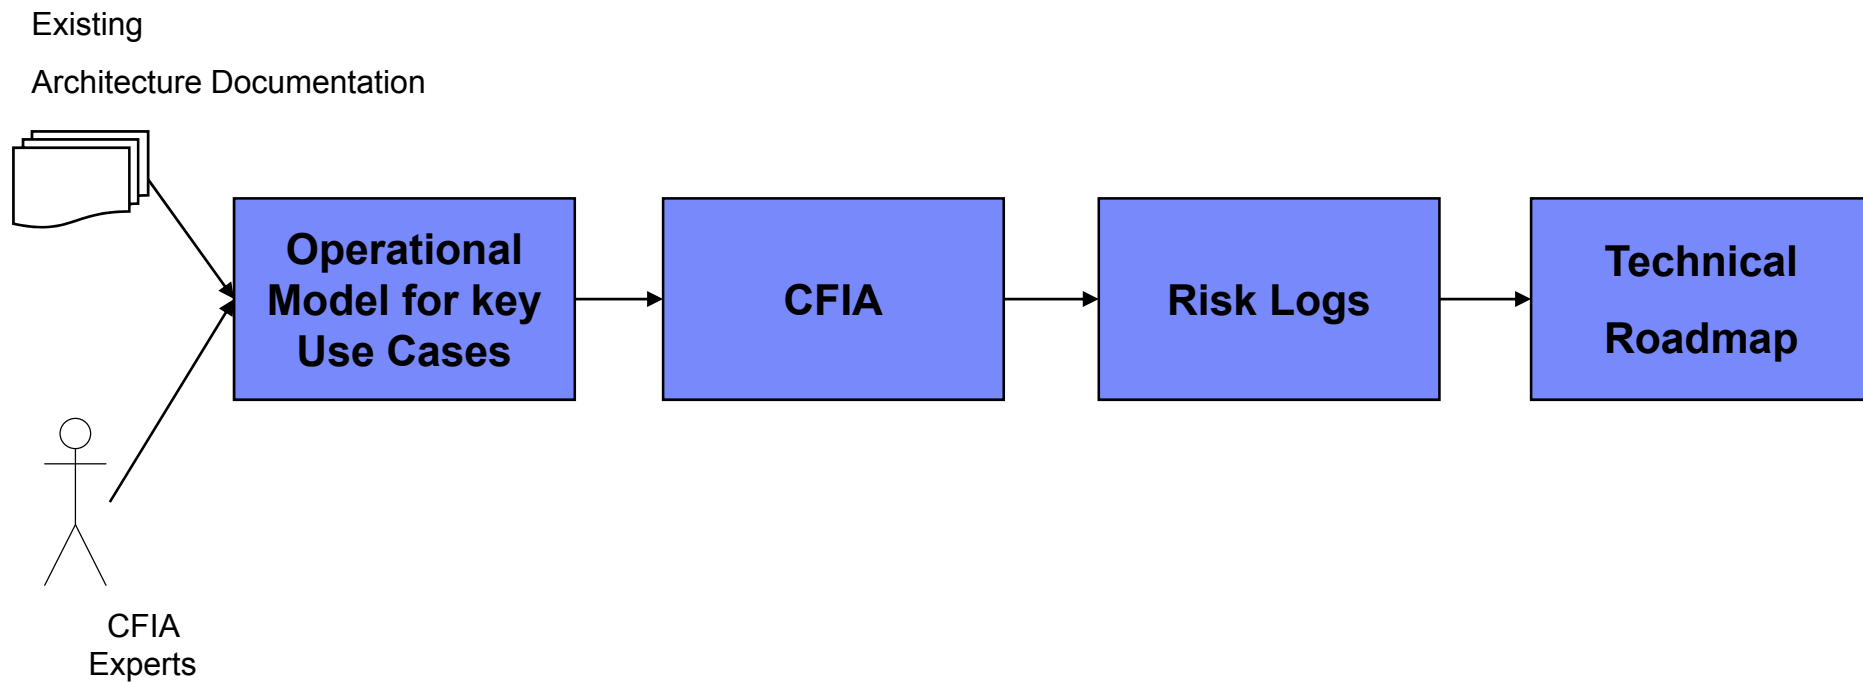 Existing
Architecture Documentation
Operational
Model for key
Use Cases
CFIA
Risk Logs
Technical
Roadmap
CFIA
Experts